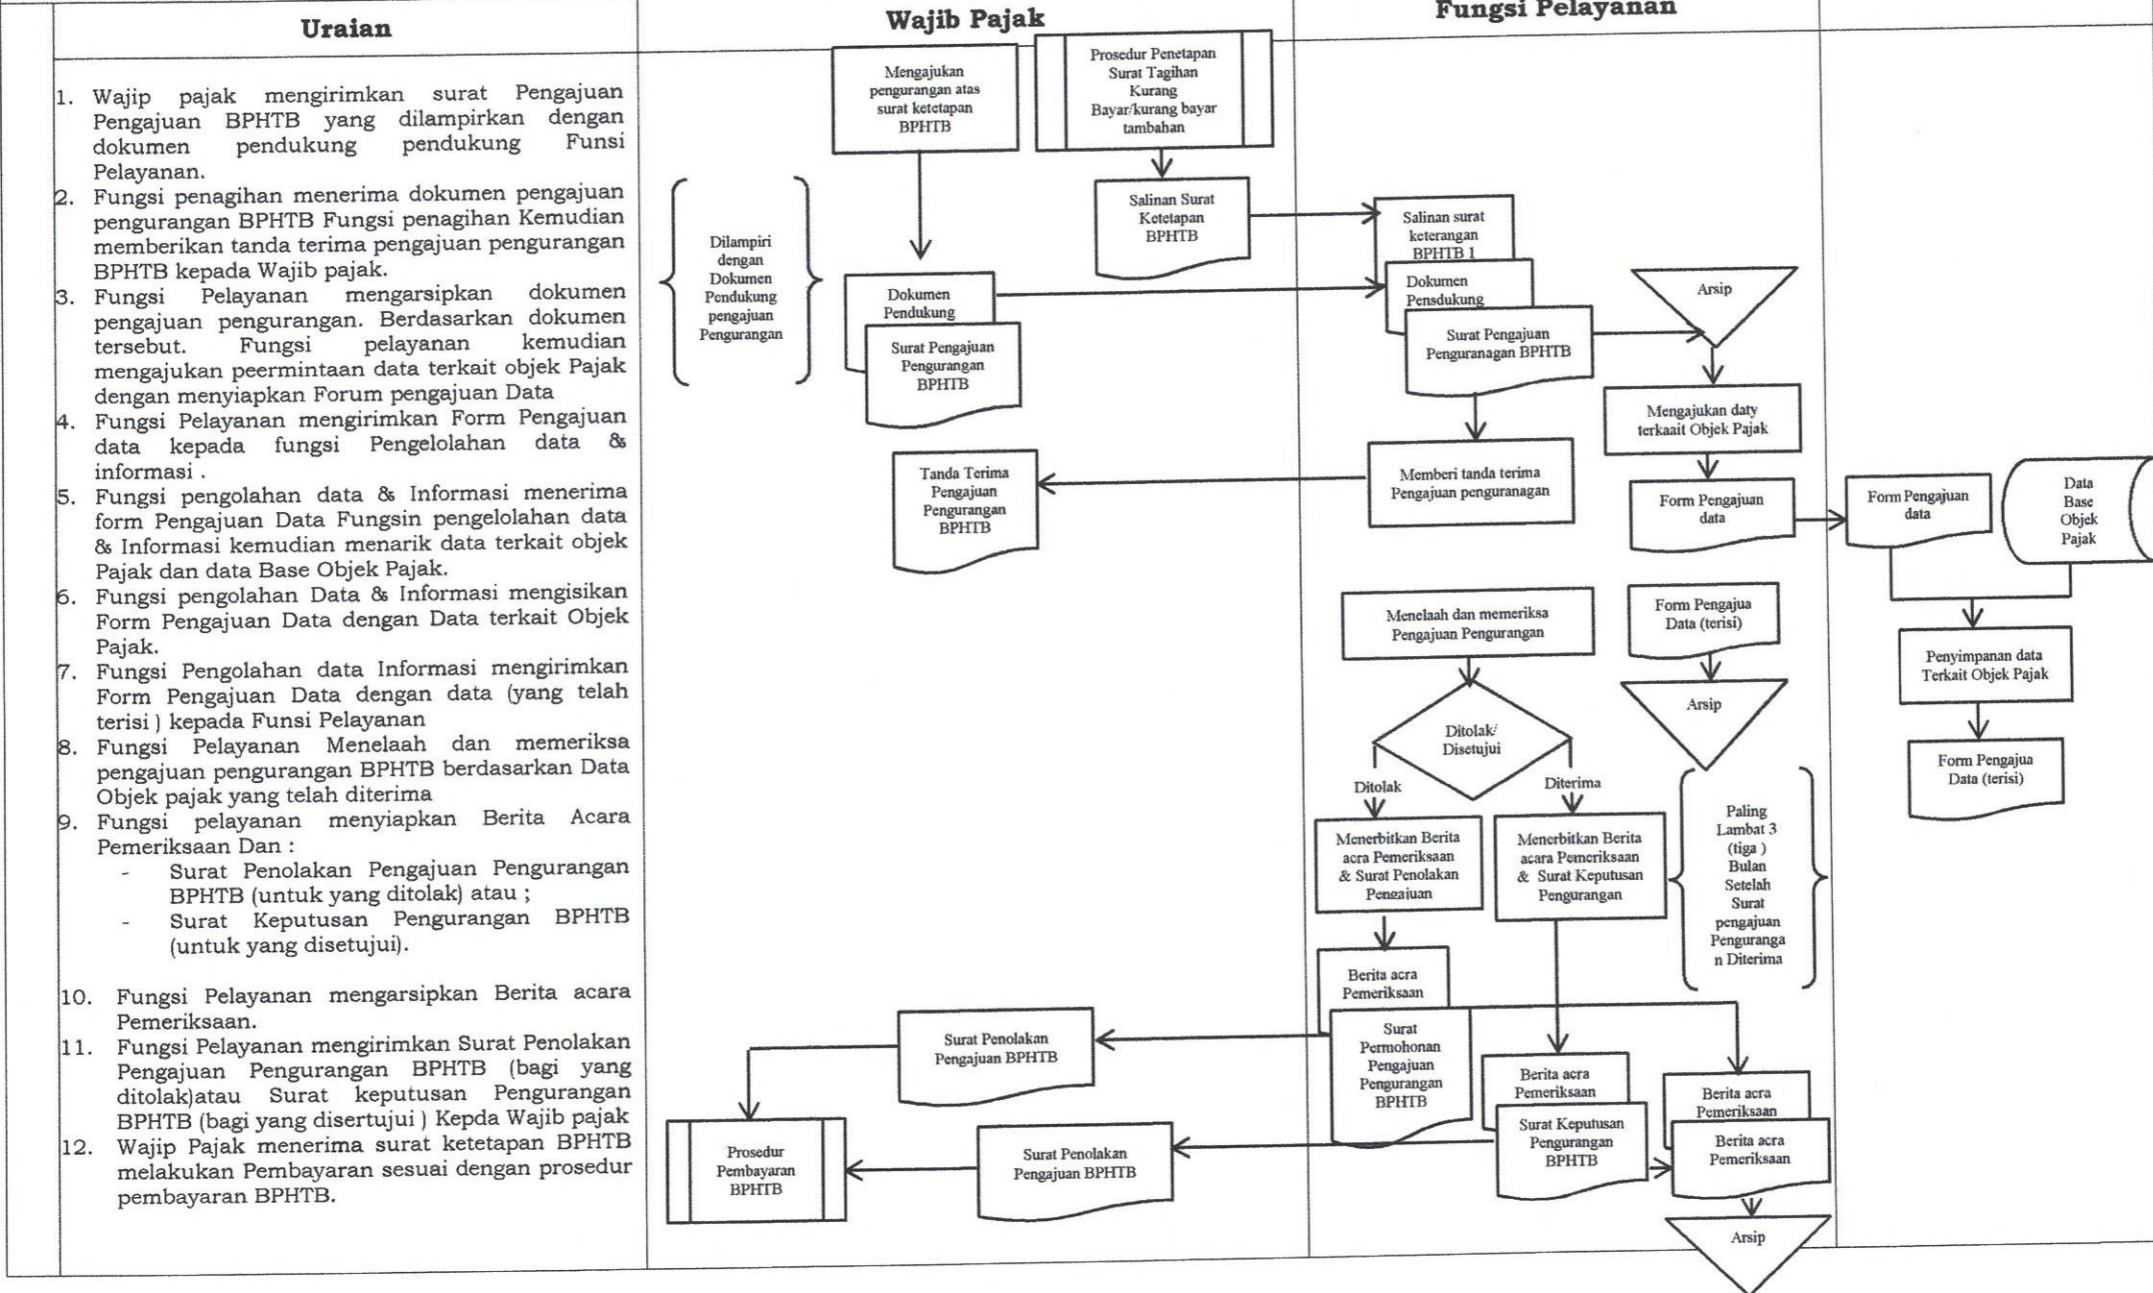 Uraian
1. Wajip pajak mengirimkan surat Pengajuan
Pengajuan BPHTB yang dilampirkan dengan
dokumen pendukung pendukung Funsi
Pelayanan.
2. Fungsi penagihan menerima dokumen pengajuan
pengurangan BPHTB Fungsi penagihan Kemudian
memberikan tanda terima pengajuan pengurangan
BPHTB kepada Wajib pajak.
3. Fungsi Pelayanan mengarsipkan dokumen
pengajuan pengurangan. Berdasarkan dokumen
tersebut. Fungsi pelayanan kemudian
mengajukan peermintaan data terkait objek Pajak
dengan menyiapkan Forum pengajuan Data
4. Fungsi Pelayanan mengirimkan Form Pengajuan
data kepada fungsi Pengelolahan data &
informasi .
5. Fungsi pengolahan data & Informasi menerima
form Pengajuan Data Fungsin pengelolahan data
& Informasi kemudian menarik data terkait objek
Pajak dan data Base Objek Pajak.
6. Fungsi pengolahan Data & Informasi mengisikan
Form Pengajuan Data dengan Data terkait Objek
Pajak.
7. Fungsi Pengolahan data Informasi mengirimkan
Form Pengajuan Data dengan data (yang telah
terisi ) kepada Funsi Pelayanan
8. Fungsi Pelayanan Menelaah dan memeriksa
pengajuan pengurangan BPHTB berdasarkan Data
Objek pajak yang telah diterima
9. Fungsi pelayanan menyiapkan Berita Acara
Pemeriksaan Dan :
- Surat Penolakan Pengajuan Pengurangan
BPHTB (untuk yang ditolak) atau ;
- Surat Keputusan Pengurangan BPHTB
(untuk yang disetujui).
10. Fungsi Pelayanan mengarsipkan Berita acara
Pemeriksaan.
11. Fungsi Pelayanan mengirimkan Surat Penolakan
Pengajuan Pengurangan BPHTB (bagi yang
ditolak)atau Surat keputusan Pengurangan
BPHTB (bagi yang disertujui ) Kepda Wajib pajak
12. Wajip Pajak menerima surat ketetapan BPHTB
melakukan Pembayaran sesuai dengan prosedur
pembayaran BPHTB.
Wajib Pajak
Mengajukan
pengurangan atas
surat ketetapan
BPHTB
Prosedur Penetapan
Surat Tagihan
Kurang
Bayar/kurang bayar
tambahan
Salinan Surat
Ketetapan
BPHTB
Dilampiri
dengan
Dokumen
Pendukung
pengajuan
Pengurangan
Dokumen
Pendukung
Surat Pengajuan
Pengurangan
BPHTB
Tanda Terima
Pengajuan
Pengurangan
BPHTB
Surat Penolakan
Pengajuan BPHTB
Prosedur
Pembayaran
BPHTB
Surat Penolakan
Pengajuan BPHTB
Fungsi Pelayanan
Salinan surat
keterangan
BPHTB 1
Dokumen
Pensdukung
Surat Pengajuan
Penguranagan BPHTB
Arsip
Mengajukan daty
terkaait Objek Pajak
Memberi tanda terima
Pengajuan penguranagan
Form Pengajuan
data
Menelaah dan memeriksa
Pengajuan Pengurangan
Form Pengajua
Data (terisi)
Arsip
Ditolak/
Disetujui
Ditolak
Diterima
Menerbitkan Berita
acra Pemeriksaan
& Surat Penolakan
Pengajuan
Menerbitkan Berita
acara Pemeriksaan
& Surat Keputusan
Pengurangan
Paling
Lambat 3
(tiga )
Bulan
Setelah
Surat
pengajuan
Penguranga
n Diterima
Berita acra
Pemeriksaan
Surat
Permohonan
Pengajuan
Pengurangan
BPHTB
Berita acra
Pemeriksaan
Surat Keputusan
Pengurangan
BPHTB
Berita acra
Pemeriksaan
Berita acra
Pemeriksaan
Arsip
Form Pengajuan
data
Data
Base
Objek
Pajak
Penyimpanan data
Terkait Objek Pajak
Form Pengajua
Data (terisi)